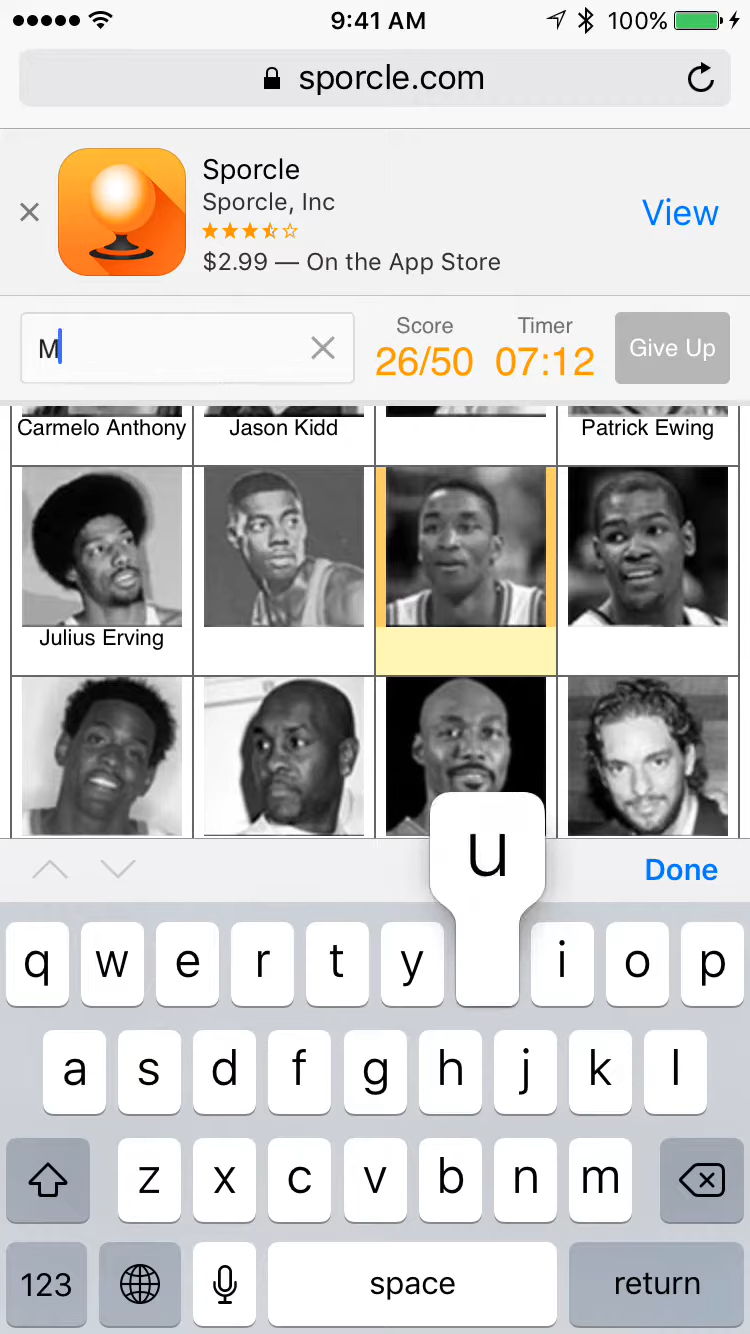 9:41 AM
100%
sporcle.com
Sporcle
Sporcle, Inc
$2.99 — On the App Store
View
M
Score
26/50
Timer
07:12
Give Up
Carmelo Anthony
Jason Kidd
Patrick Ewing
Julius Erving
u
Done
q w e r t y i o p
a s d f g h j k l
z x c v b n m
123 space return